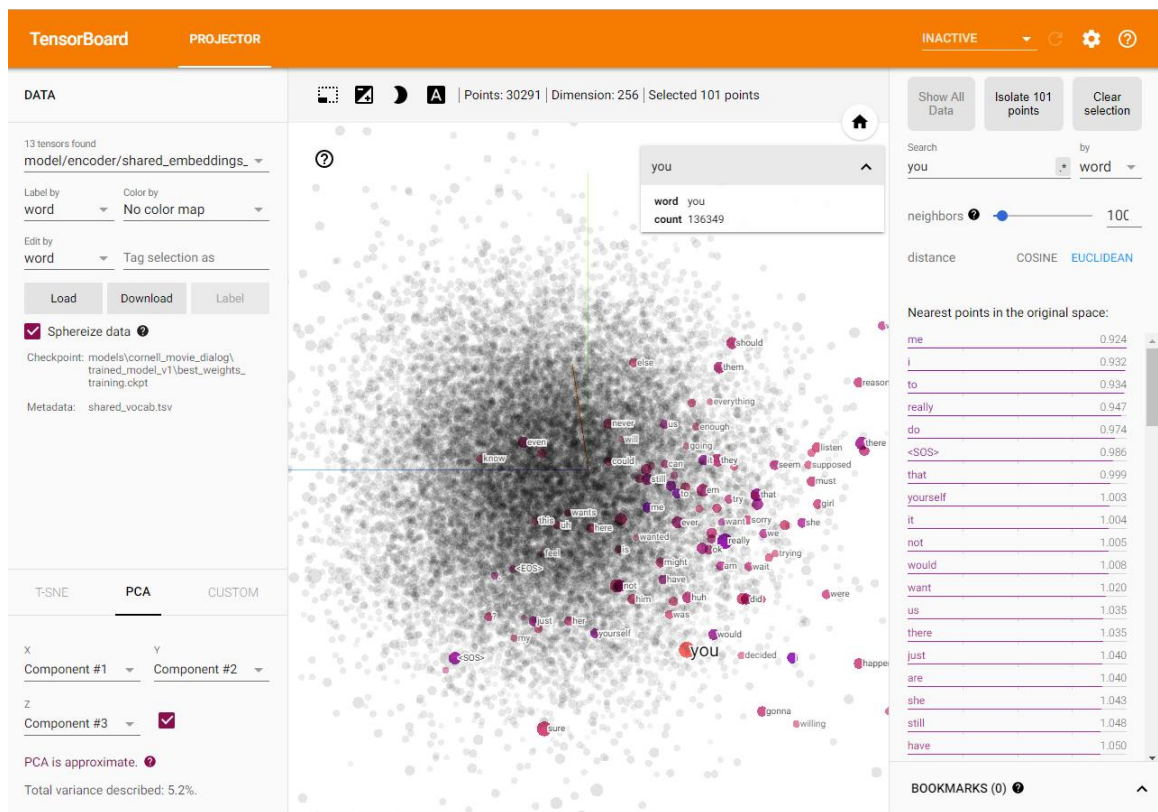 TensorBoard PROJECTOR INACTIVE
DATA
13 tensors found
model/encoder/shared_embeddings_
Label by Color by
word No color map
Edit by
word Tag selection as
Load Download Label
Sphereize data
Checkpoint: models\cornell_movie_dialog\
trained_model_v1\best_weights_
training.ckpt
Metadata: shared_vocab.tsv
T-SNE PCA CUSTOM
X Y
Component #1 Component #2
Z
Component #3
PCA is approximate.
Total variance described: 5.2%.
A | Points: 30291 | Dimension: 256 | Selected 101 points
you
word you
count 136349
should
else
them
reason
everything
never
us
enough
will
even
going
listen
there
know
could
can
it
they
seem
supposed
still
must
to
em
that
try
girl
me
wants
this
uh
here
ever
want
sorry
she
we
wanted
really
is
ok
trying
feel
might
am
wait
<EOS>
have
not
were
him
huh
did
was
?
just
her
my
yourself
would
you
decided
i
<SOS>
happen
gonna
willing
sure
Show All
Data
Isolate 101
points
Clear
selection
Search by
you .* word
neighbors 100
distance COSINE EUCLIDEAN
Nearest points in the original space:
me 0.924
i 0.932
to 0.934
really 0.947
do 0.974
<SOS> 0.986
that 0.999
yourself 1.003
it 1.004
not 1.005
would 1.008
want 1.020
us 1.035
there 1.035
just 1.040
are 1.040
she 1.043
still 1.048
have 1.050
BOOKMARKS (0)